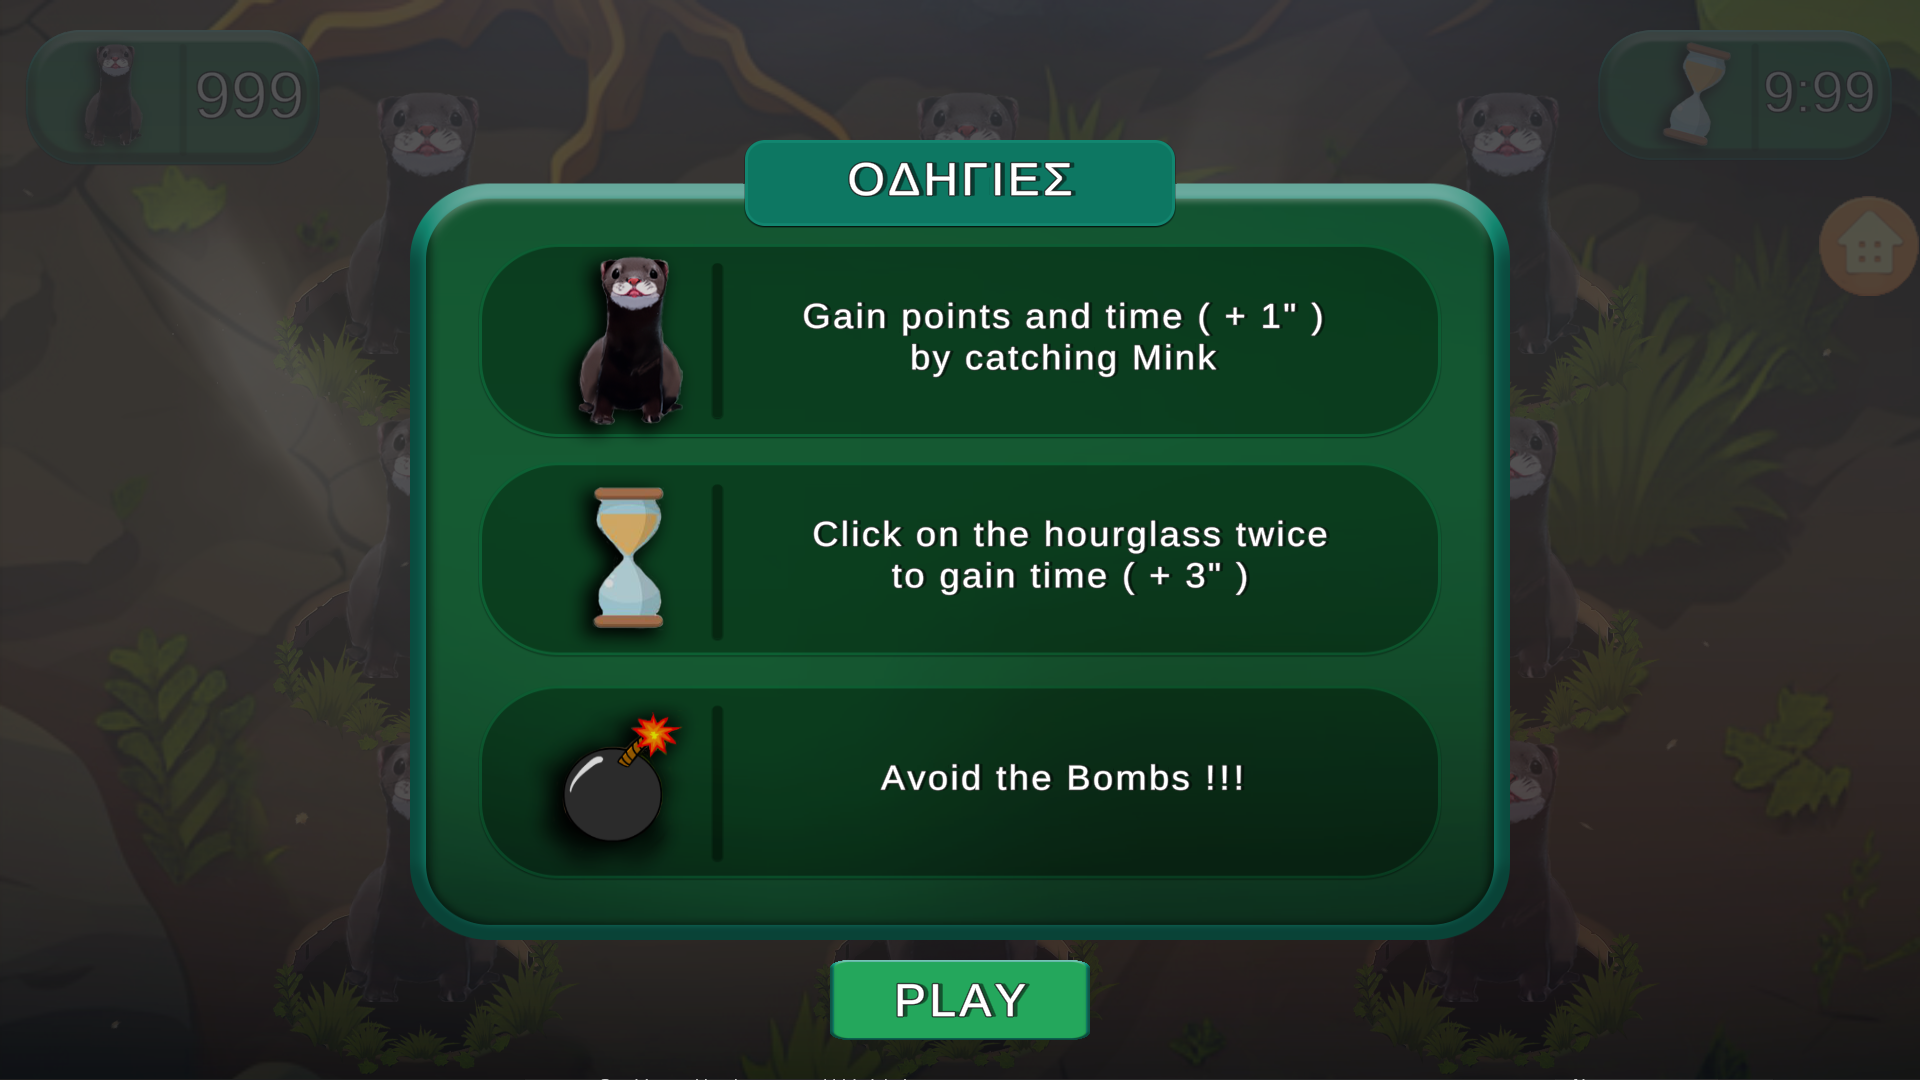 999
9:99
ΟΔΗΓΙΕΣ
Gain points and time ( + 1" )
by catching Mink
Click on the hourglass twice
to gain time ( + 3" )
Avoid the Bombs !!!
PLAY